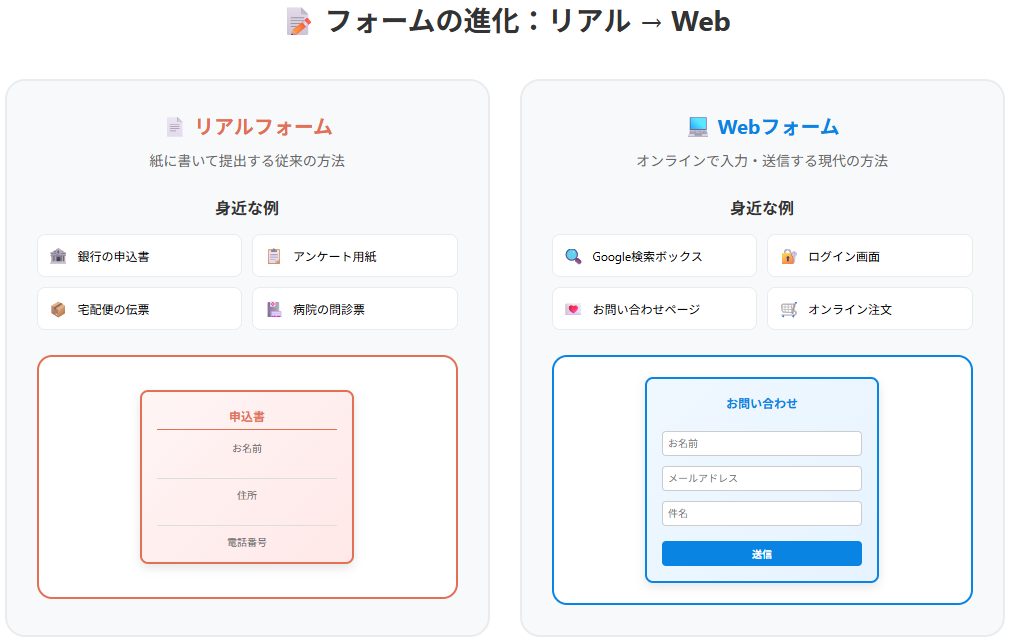 フォームの進化：リアル → Web
リアルフォーム
紙に書いて提出する従来の方法
身近な例
銀行の申込書
アンケート用紙
宅配便の伝票
病院の問診票
申込書
お名前
住所
電話番号
Webフォーム
オンラインで入力・送信する現代の方法
身近な例
Google検索ボックス
ログイン画面
お問い合わせページ
オンライン注文
お問い合わせ
お名前
メールアドレス
件名
送信